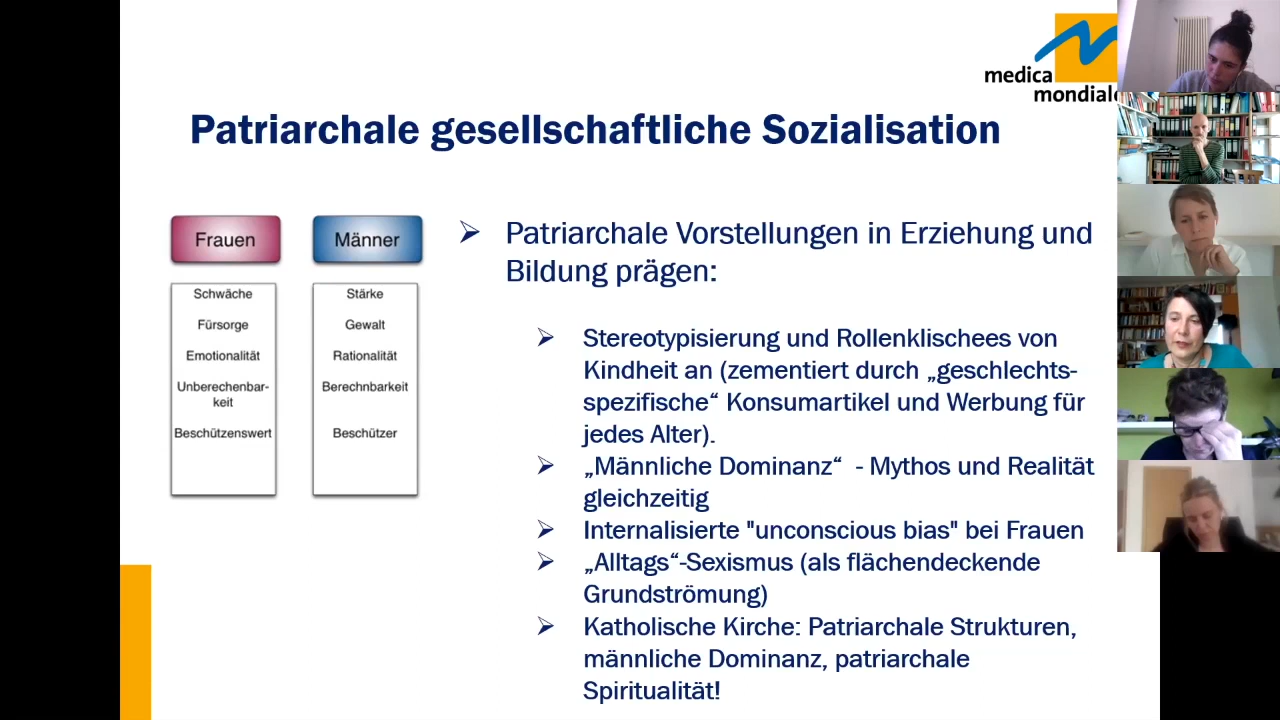 medica
mondiale
Patriarchale gesellschaftliche Sozialisation
Frauen
Schwäche
Fürsorge
Emotionalität
Unberechenbar-
keit
Beschützenswert
Männer
Stärke
Gewalt
Rationalität
Berechnbarkeit
Beschützer
Patriarchale Vorstellungen in Erziehung und
Bildung prägen:
Stereotypisierung und Rollenklischees von
Kindheit an (zementiert durch „geschlechts-
spezifische“ Konsumartikel und Werbung für
jedes Alter).
„Männliche Dominanz“ - Mythos und Realität
gleichzeitig
Internalisierte "unconscious bias" bei Frauen
„Alltags“-Sexismus (als flächendeckende
Grundströmung)
Katholische Kirche: Patriarchale Strukturen,
männliche Dominanz, patriarchale
Spiritualität!